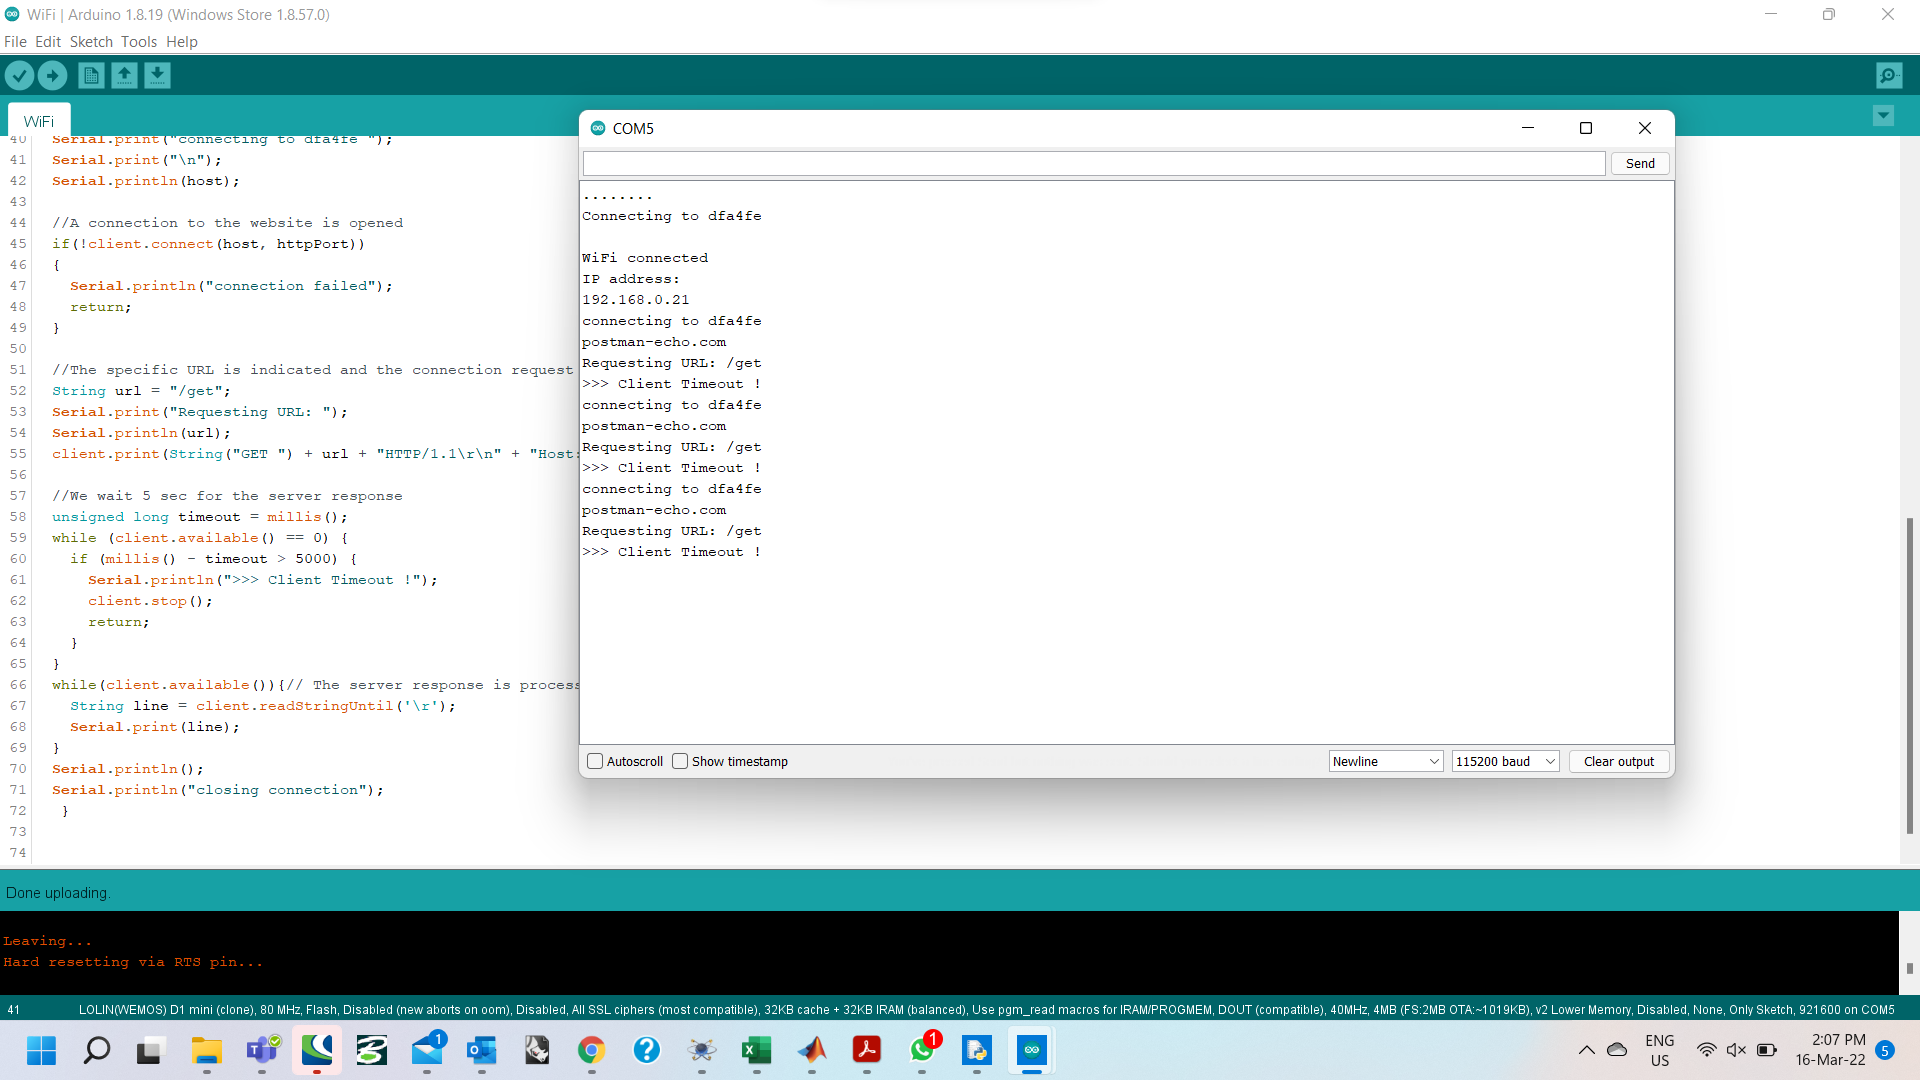 WiFi | Arduino 1.8.19 (Windows Store 1.8.57.0)
File Edit Sketch Tools Help
WiFi
40 Serial.print("connecting to dfa4fe ");
41 Serial.print("\n");
42 Serial.println(host);
43
44 //A connection to the website is opened
45 if(!client.connect(host, httpPort))
46 {
47 Serial.println("connection failed");
48 return;
49 }
50
51 //The specific URL is indicated and the connection request
52 String url = "/get";
53 Serial.print("Requesting URL: ");
54 Serial.println(url);
55 client.print(String("GET ") + url + "HTTP/1.1\r\n" + "Host:
56
57 //We wait 5 sec for the server response
58 unsigned long timeout = millis();
59 while (client.available() == 0) {
60 if (millis() - timeout > 5000) {
61 Serial.println(">>> Client Timeout !");
62 client.stop();
63 return;
64 }
65 }
66 while(client.available()){// The server response is process
67 String line = client.readStringUntil('\r');
68 Serial.print(line);
69 }
70 Serial.println();
71 Serial.println("closing connection");
72 }
73
74
COM5
Send
........
Connecting to dfa4fe
WiFi connected
IP address:
192.168.0.21
connecting to dfa4fe
postman-echo.com
Requesting URL: /get
>>> Client Timeout !
connecting to dfa4fe
postman-echo.com
Requesting URL: /get
>>> Client Timeout !
connecting to dfa4fe
postman-echo.com
Requesting URL: /get
>>> Client Timeout !
Autoscroll Show timestamp Newline 115200 baud Clear output
Done uploading.
Leaving...
Hard resetting via RTS pin...
41 LOLIN(WEMOS) D1 mini (clone), 80 MHz, Flash, Disabled (new aborts on oom), Disabled, All SSL ciphers (most compatible), 32KB cache + 32KB IRAM (balanced), Use pgm_read macros for IRAM/PROGMEM, DOUT (compatible), 40MHz, 4MB (FS:2MB OTA:~1019KB), v2 Lower Memory, Disabled, None, Only Sketch, 921600 on COM5
1 1 ENG 2:07 PM
US 16-Mar-22 5